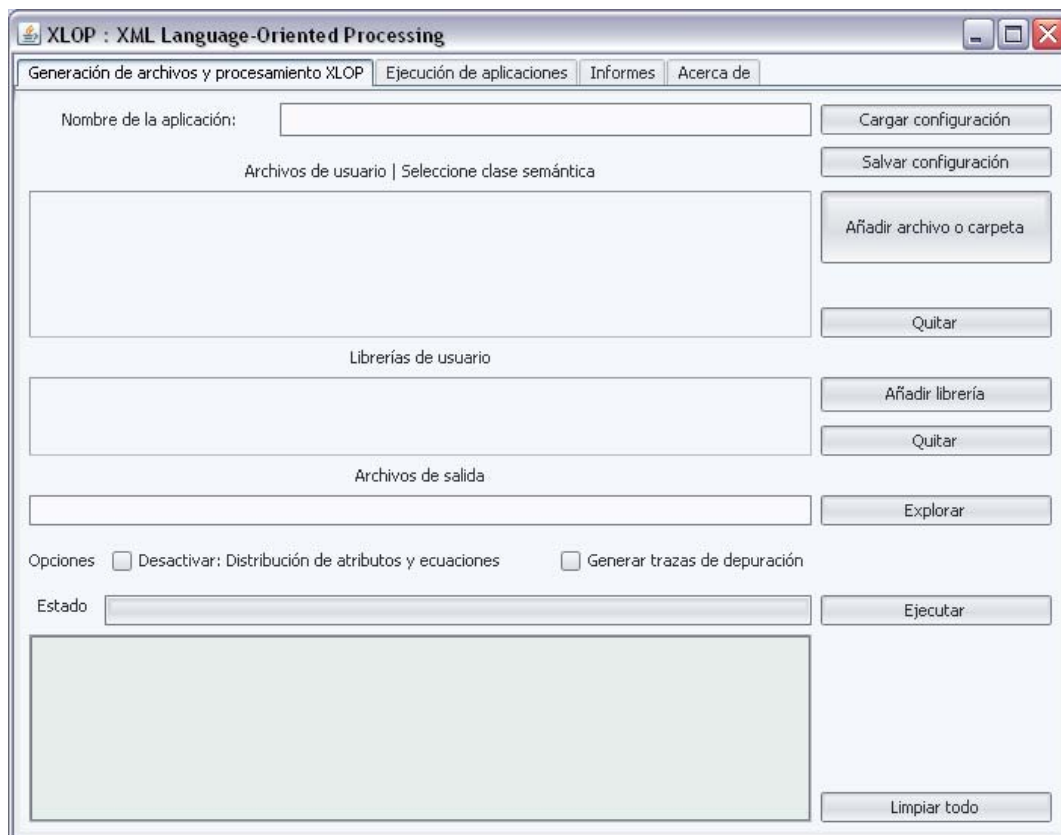 XLOP : XML Language-Oriented Processing
Generación de archivos y procesamiento XLOP Ejecución de aplicaciones Informes Acerca de
Nombre de la aplicación: Cargar configuración
Salvar configuración
Archivos de usuario | Seleccione clase semántica
Añadir archivo o carpeta
Quitar
Librerías de usuario
Añadir librería
Quitar
Archivos de salida
Explorar
Opciones Desactivar: Distribución de atributos y ecuaciones Generar trazas de depuración
Estado Ejecutar
Limpiar todo